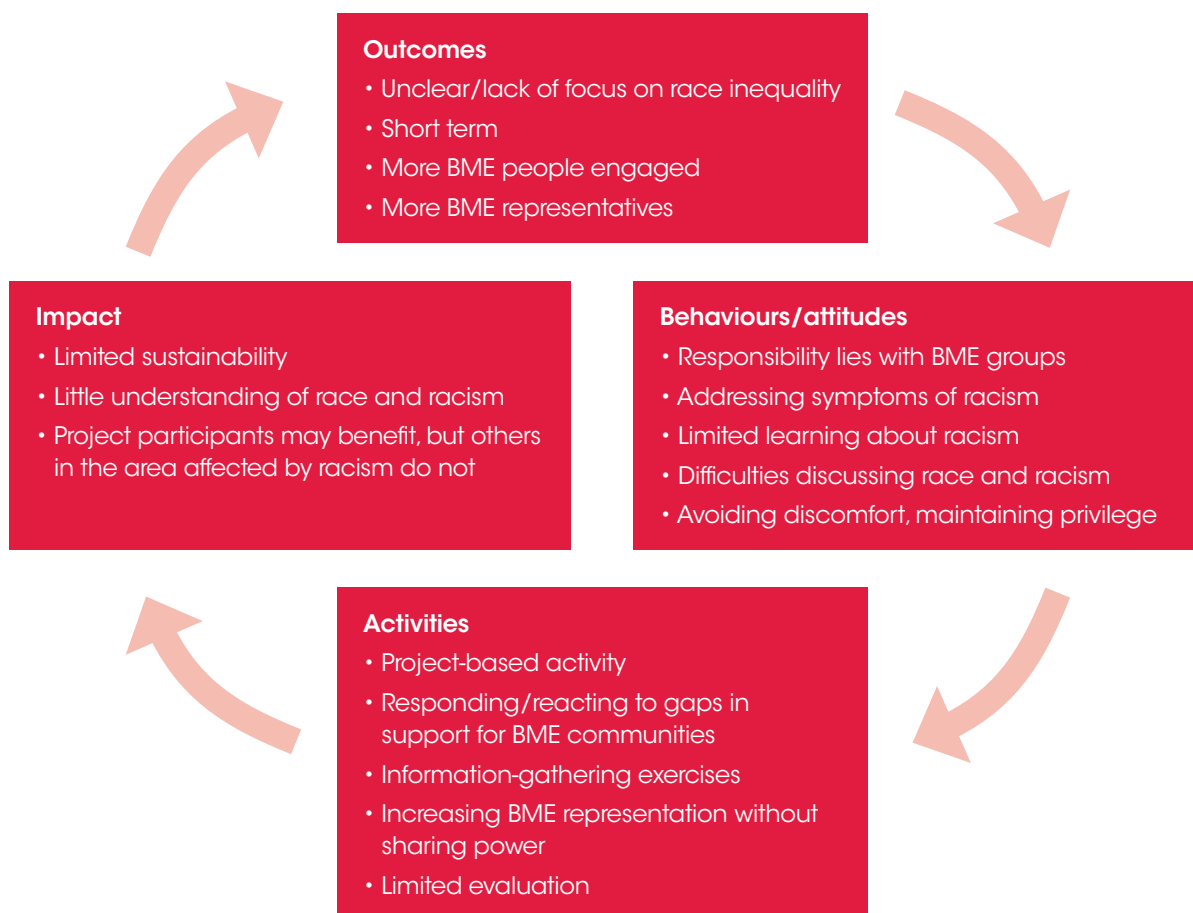 Outcomes
• Unclear/lack of focus on race inequality
• Short term
• More BME people engaged
• More BME representatives
Impact
• Limited sustainability
• Little understanding of race and racism
• Project participants may benefit, but others
in the area affected by racism do not
Behaviours/attitudes
• Responsibility lies with BME groups
• Addressing symptoms of racism
• Limited learning about racism
• Difficulties discussing race and racism
• Avoiding discomfort, maintaining privilege
Activities
• Project-based activity
• Responding/reacting to gaps in
support for BME communities
• Information-gathering exercises
• Increasing BME representation without
sharing power
• Limited evaluation